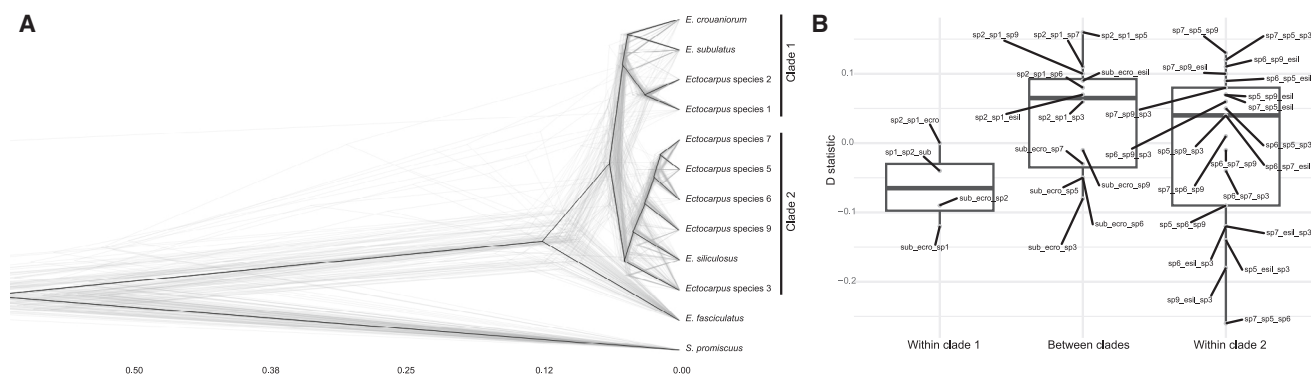 A
E. crouaniorum
E. subulatus
Ectocarpus species 2
Ectocarpus species 1
Ectocarpus species 7
Ectocarpus species 5
Ectocarpus species 6
Ectocarpus species 9
E. siliculosus
Ectocarpus species 3
E. fasciculatus
S. promiscuus
Clade 1
Clade 2
0.50 0.38 0.25 0.12 0.00
B
D statistic
0.1
0.0
−0.1
−0.2
sp2_sp1_ecro
sp1_sp2_sub
sub_ecro_sp2
sub_ecro_sp1
sp2_sp1_sp9
sp2_sp1_sp7
sp2_sp1_sp5
sp2_sp1_sp6
sub_ecro_esil
sp2_sp1_esil
sp2_sp1_sp3
sub_ecro_sp7
sub_ecro_sp9
sub_ecro_sp5
sub_ecro_sp6
sub_ecro_sp3
sp7_sp5_sp9
sp7_sp5_sp3
sp6_sp9_esil
sp7_sp9_esil
sp6_sp5_esil
sp5_sp9_esil
sp7_sp5_esil
sp7_sp9_sp3
sp6_sp9_sp3
sp5_sp9_sp3
sp6_sp5_sp3
sp6_sp7_sp9
sp6_sp7_esil
sp7_sp6_sp9
sp6_sp7_sp3
sp5_sp6_sp9
sp7_esil_sp3
sp6_esil_sp3
sp5_esil_sp3
sp9_esil_sp3
sp7_sp5_sp6
Within clade 1 Between clades Within clade 2